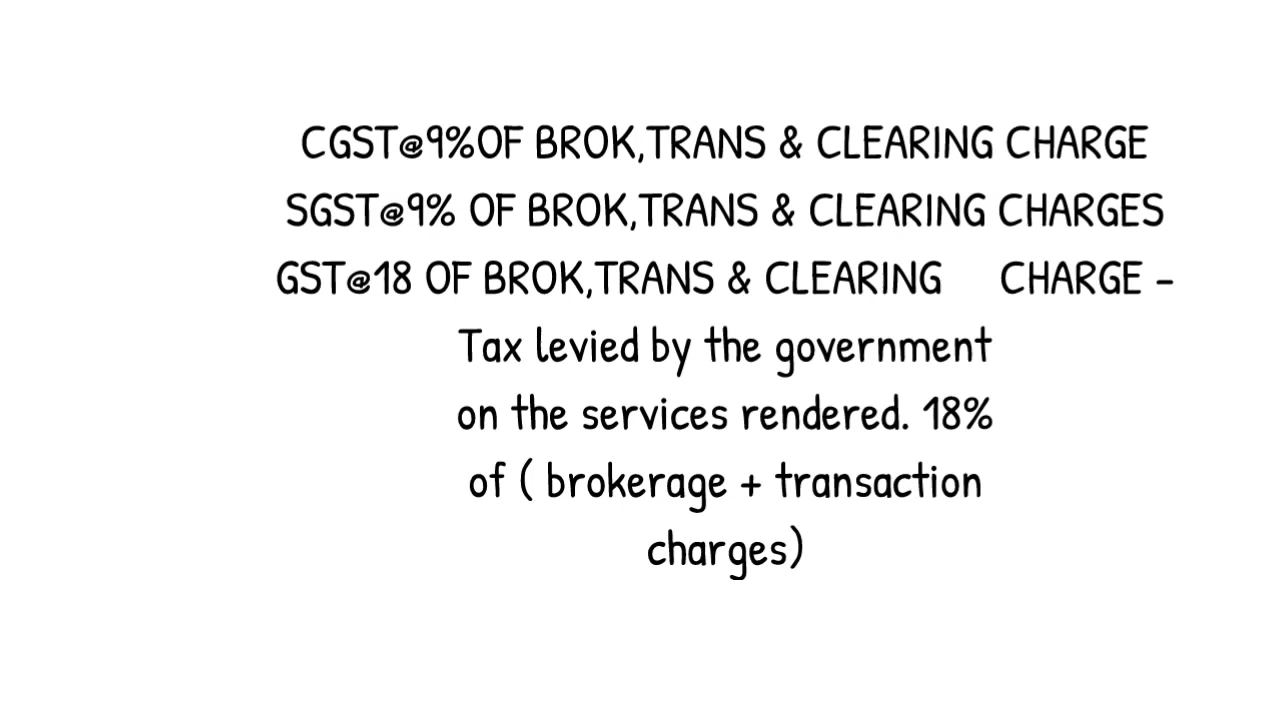 CGST@9%OF BROK,TRANS & CLEARING CHARGE
SGST@9% OF BROK,TRANS & CLEARING CHARGES
GST@18 OF BROK,TRANS & CLEARING CHARGE -
Tax levied by the government
on the services rendered. 18%
of ( brokerage + transaction
charges)